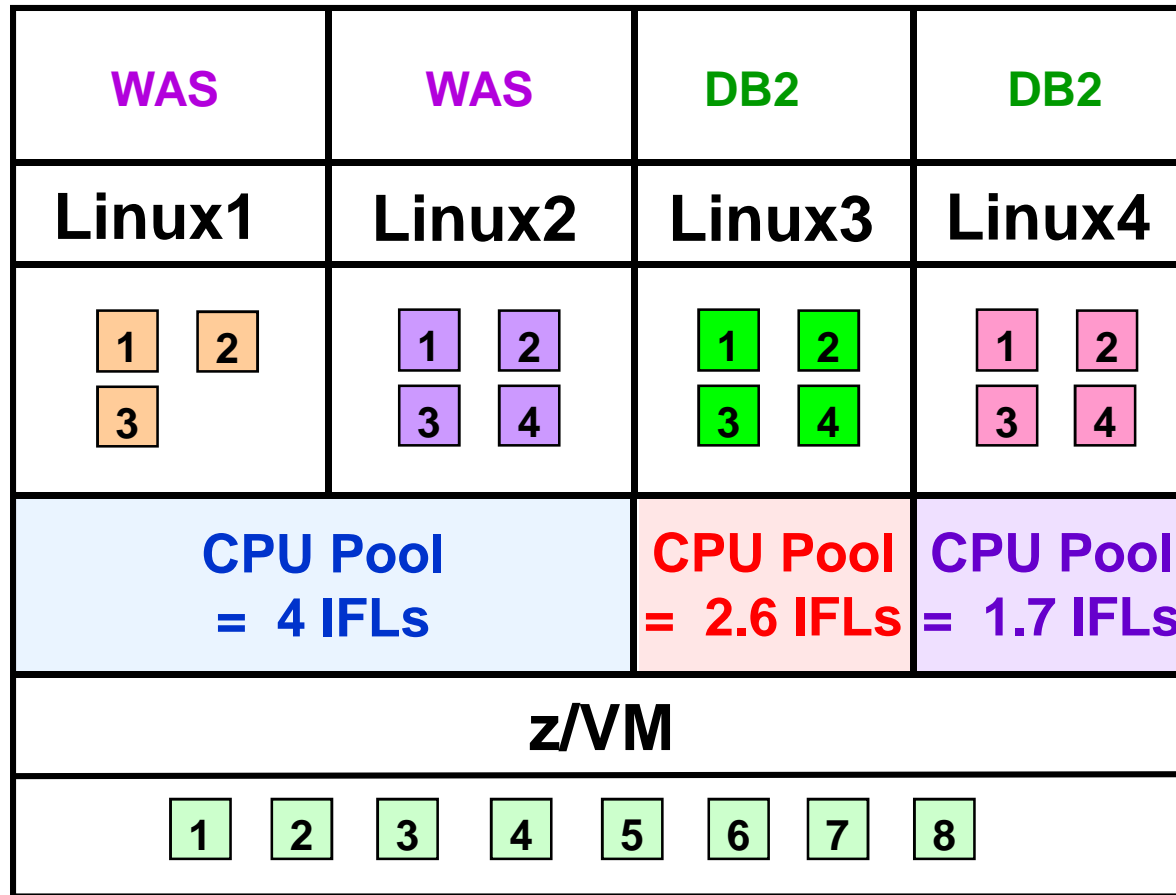 WAS WAS DB2 DB2
Linux1 Linux2 Linux3 Linux4
1 2 1 2 1 2 1 2
3 3 4 3 4 3 4
CPU Pool CPU Pool CPU Pool
= 4 IFLs = 2.6 IFLs = 1.7 IFLs
z/VM
1 2 3 4 5 6 7 8